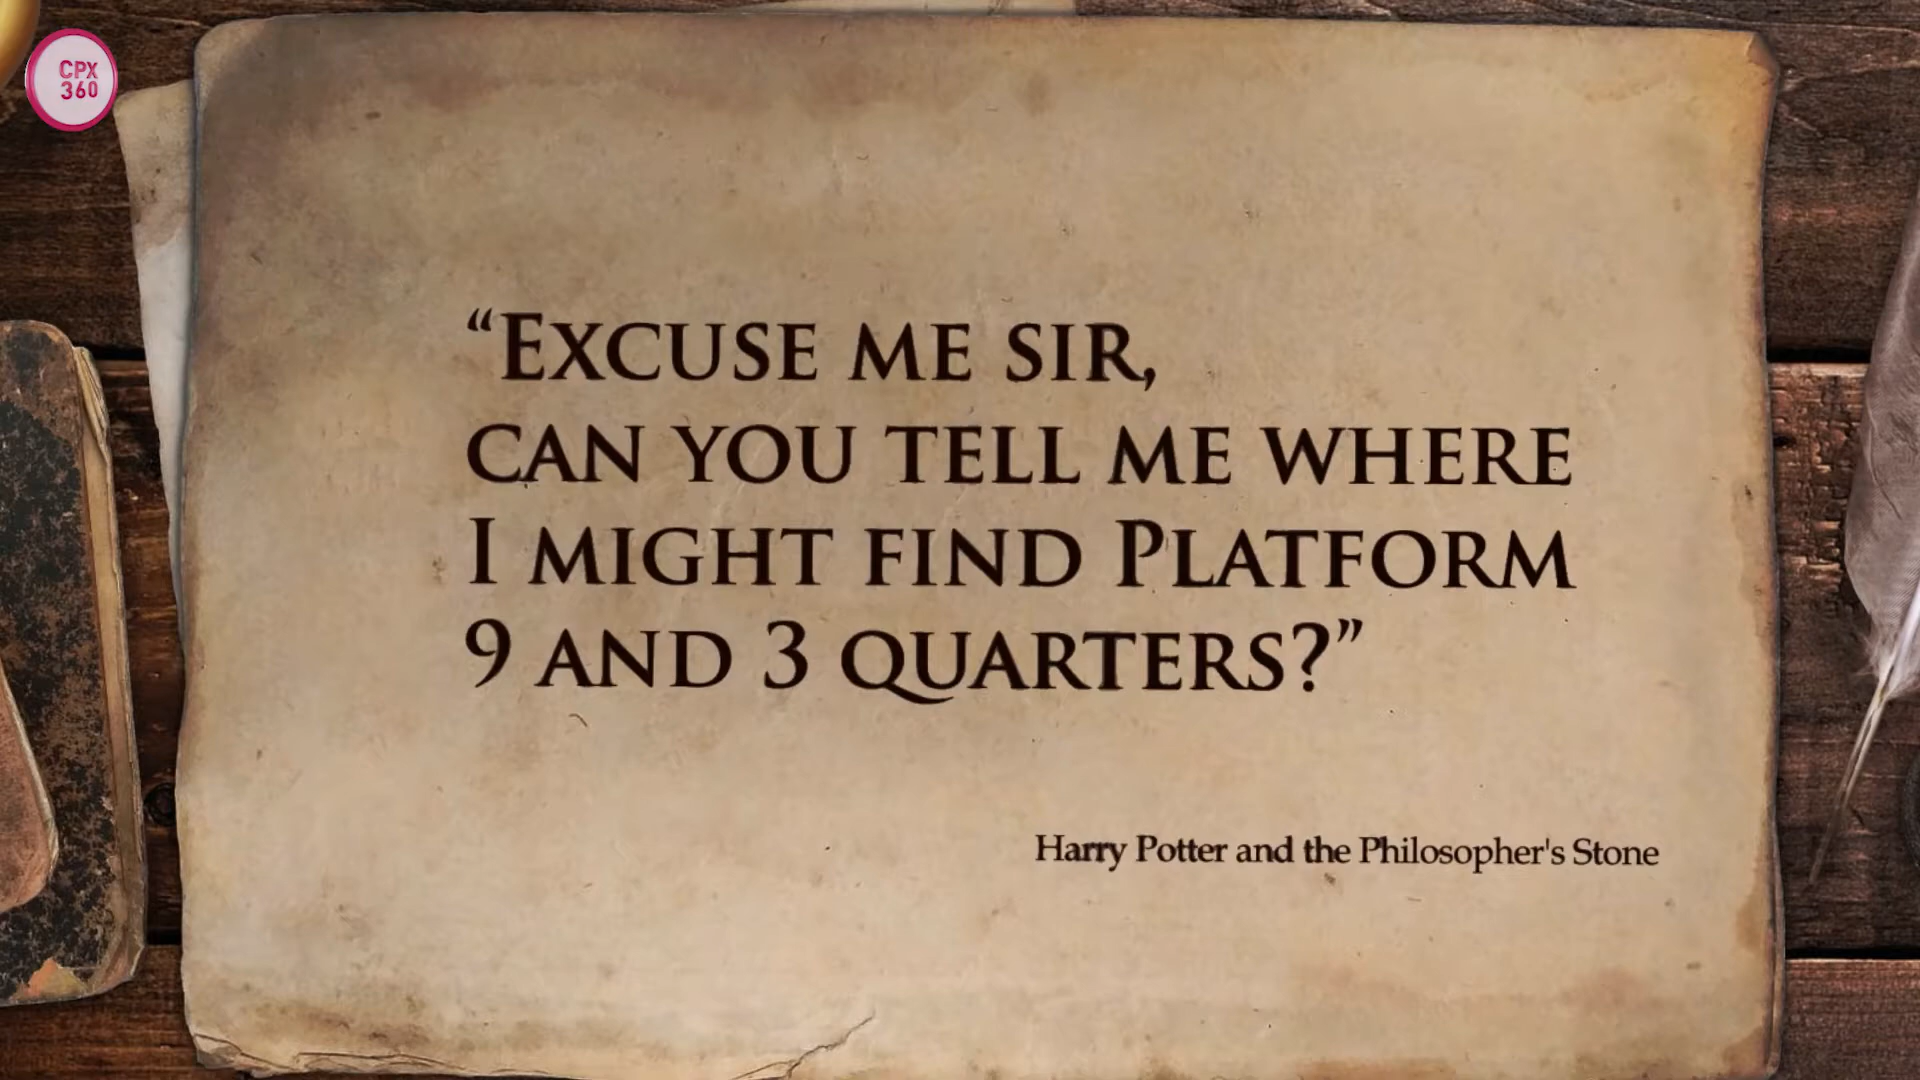 CPX
360
“Excuse me sir,
can you tell me where
I might find Platform
9 and 3 quarters?”
Harry Potter and the Philosopher's Stone